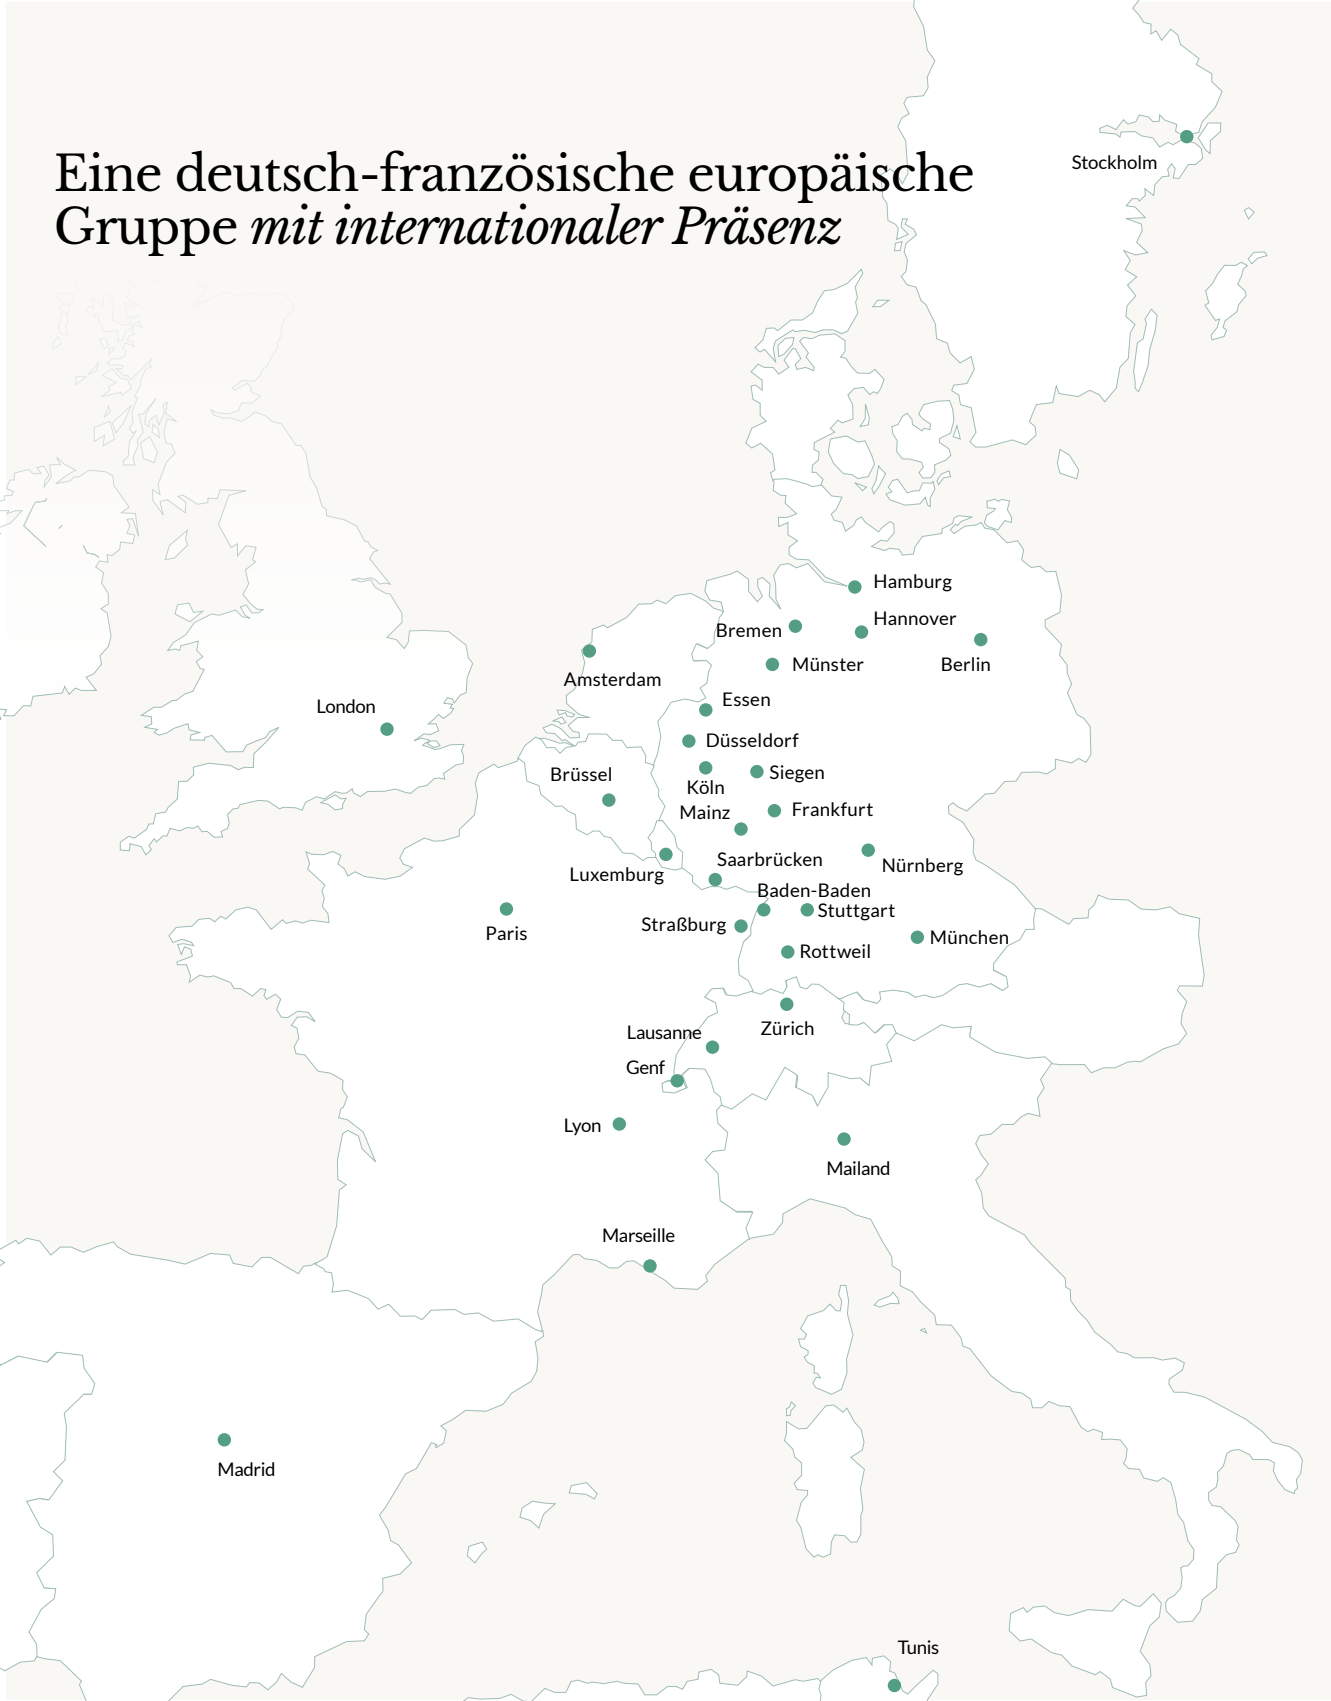 Eine deutsch-französische europäische
Gruppe mit internationaler Präsenz
Stockholm
Hamburg
Hannover
Bremen
Berlin
Münster
Amsterdam
Essen
London
Düsseldorf
Brüssel
Siegen
Köln
Mainz
Frankfurt
Saarbrücken
Nürnberg
Luxemburg
Baden-Baden
Stuttgart
Straßburg
Paris
München
Rottweil
Zürich
Lausanne
Genf
Lyon
Mailand
Marseille
Madrid
Tunis